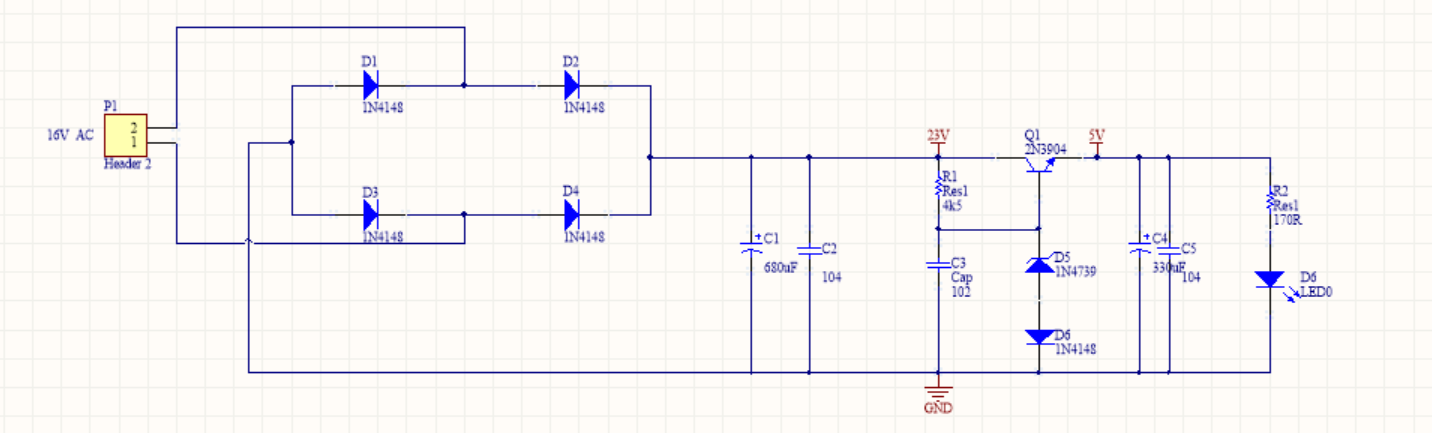 16V AC
P1
2
1
Header 2
D1
1N4148
D2
1N4148
D3
1N4148
D4
1N4148
C1
680uF
C2
104
23V
R1
Res1
4k5
C3
Cap
102
GND
Q1
2N3904
5V
D5
1N4739
D6
1N4148
C4
330uF
C5
104
R2
Res1
170R
D6
LED0